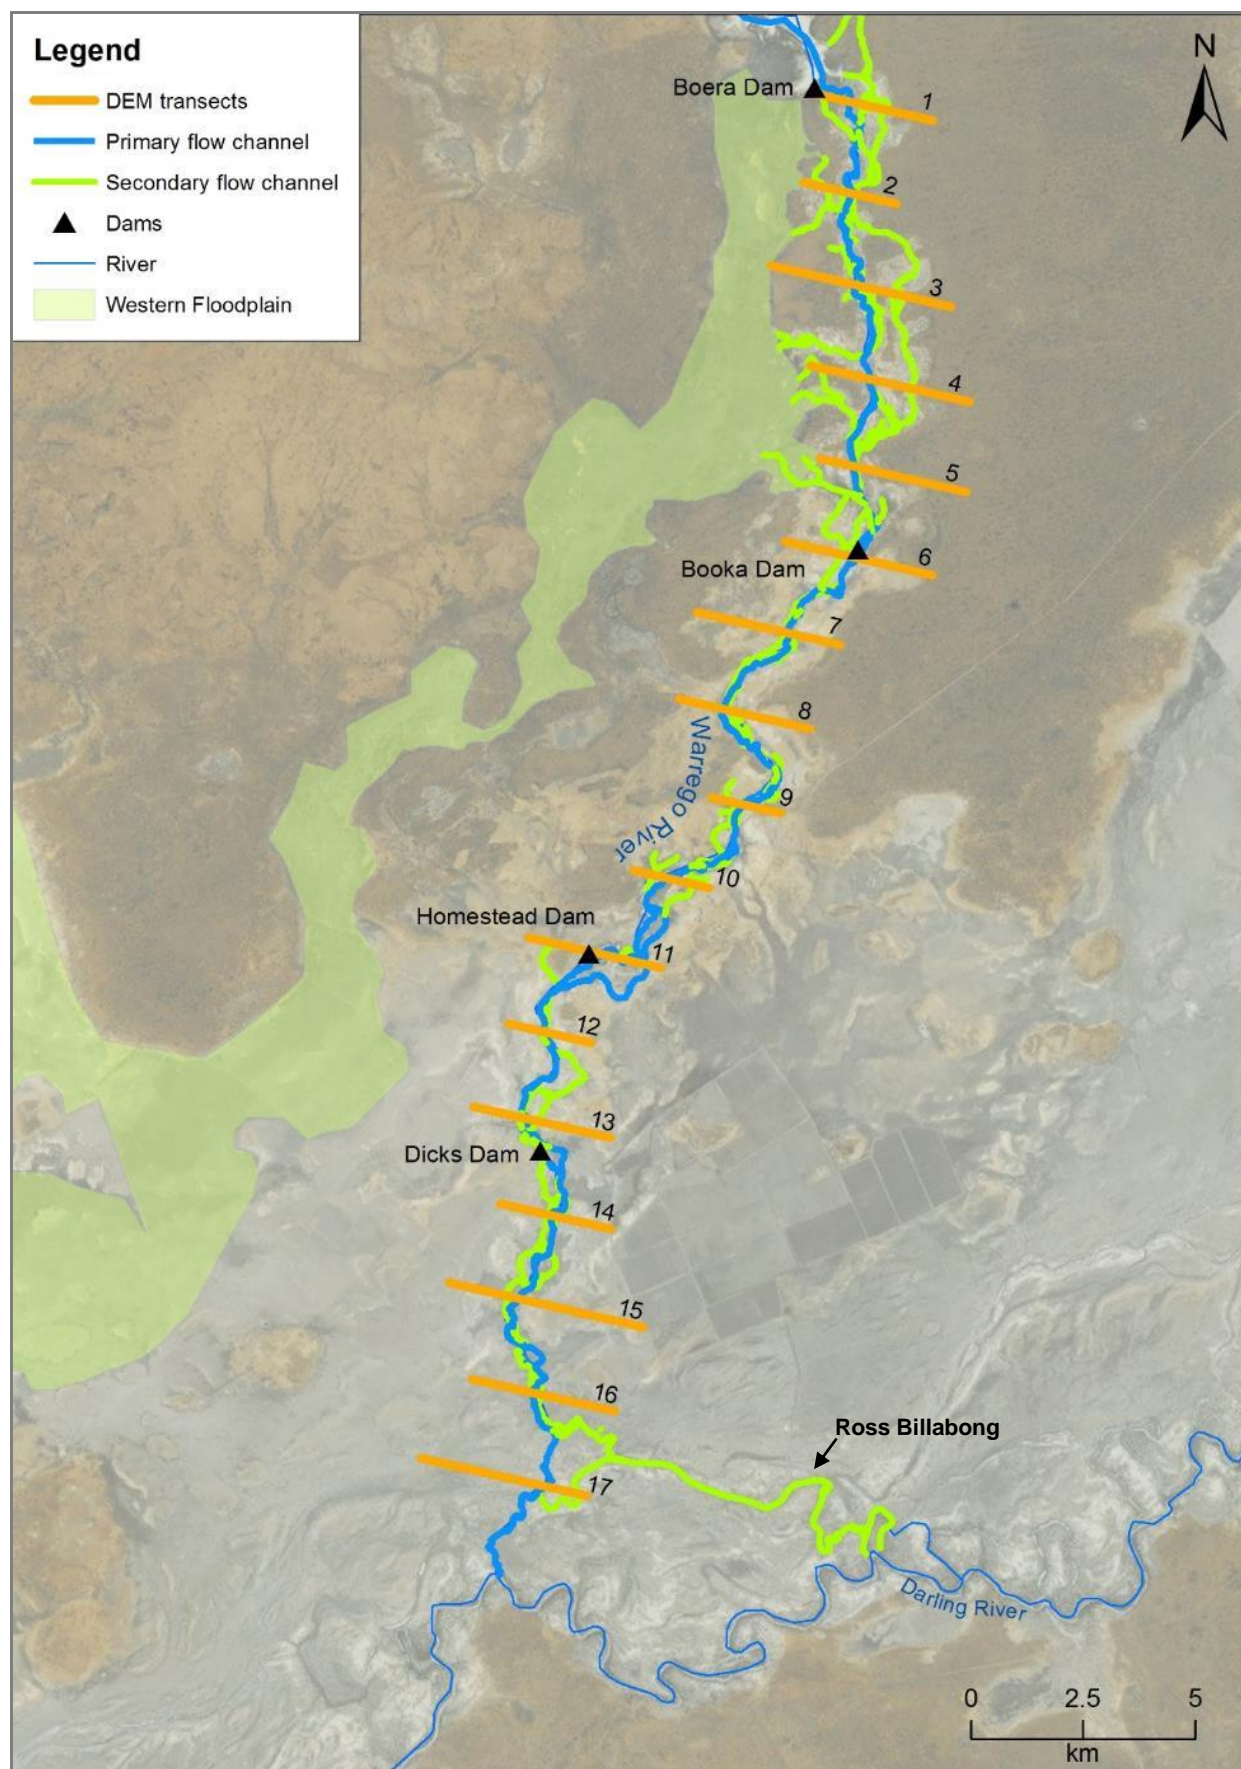 Legend
DEM transects
Primary flow channel
Secondary flow channel
Dams
River
Western Floodplain
N
Boera Dam
1
2
3
4
5
6
Booka Dam
7
8
Warrego River
9
10
Homestead Dam
11
12
13
Dicks Dam
14
15
16
Ross Billabong
17
Darling River
0 2.5 5
km